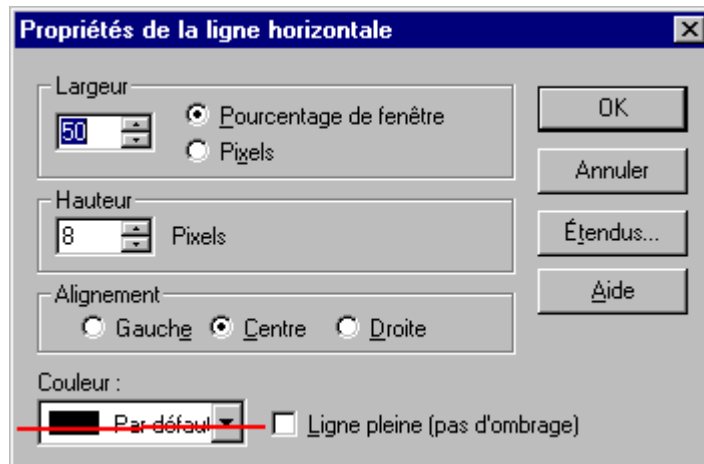 Propriétés de la ligne horizontale
Largeur
50
Pourcentage de fenêtre
Pixels
OK
Annuler
Hauteur
8 Pixels
Étendus...
Alignement
Gauche Centre Droite
Aide
Couleur :
Par défaut Ligne pleine (pas d'ombrage)